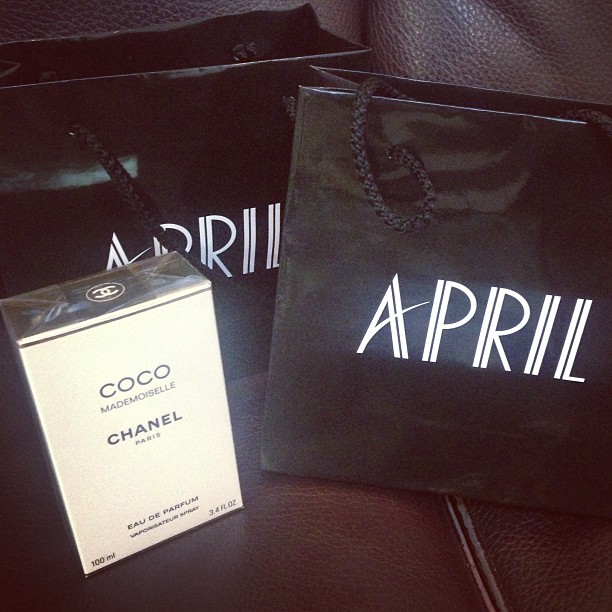 APRIL
APRIL
COCO
MADEMOISELLE
CHANEL
PARIS
EAU DE PARFUM
VAPORISATEUR SPRAY
100 ml 3.4 FL.OZ.